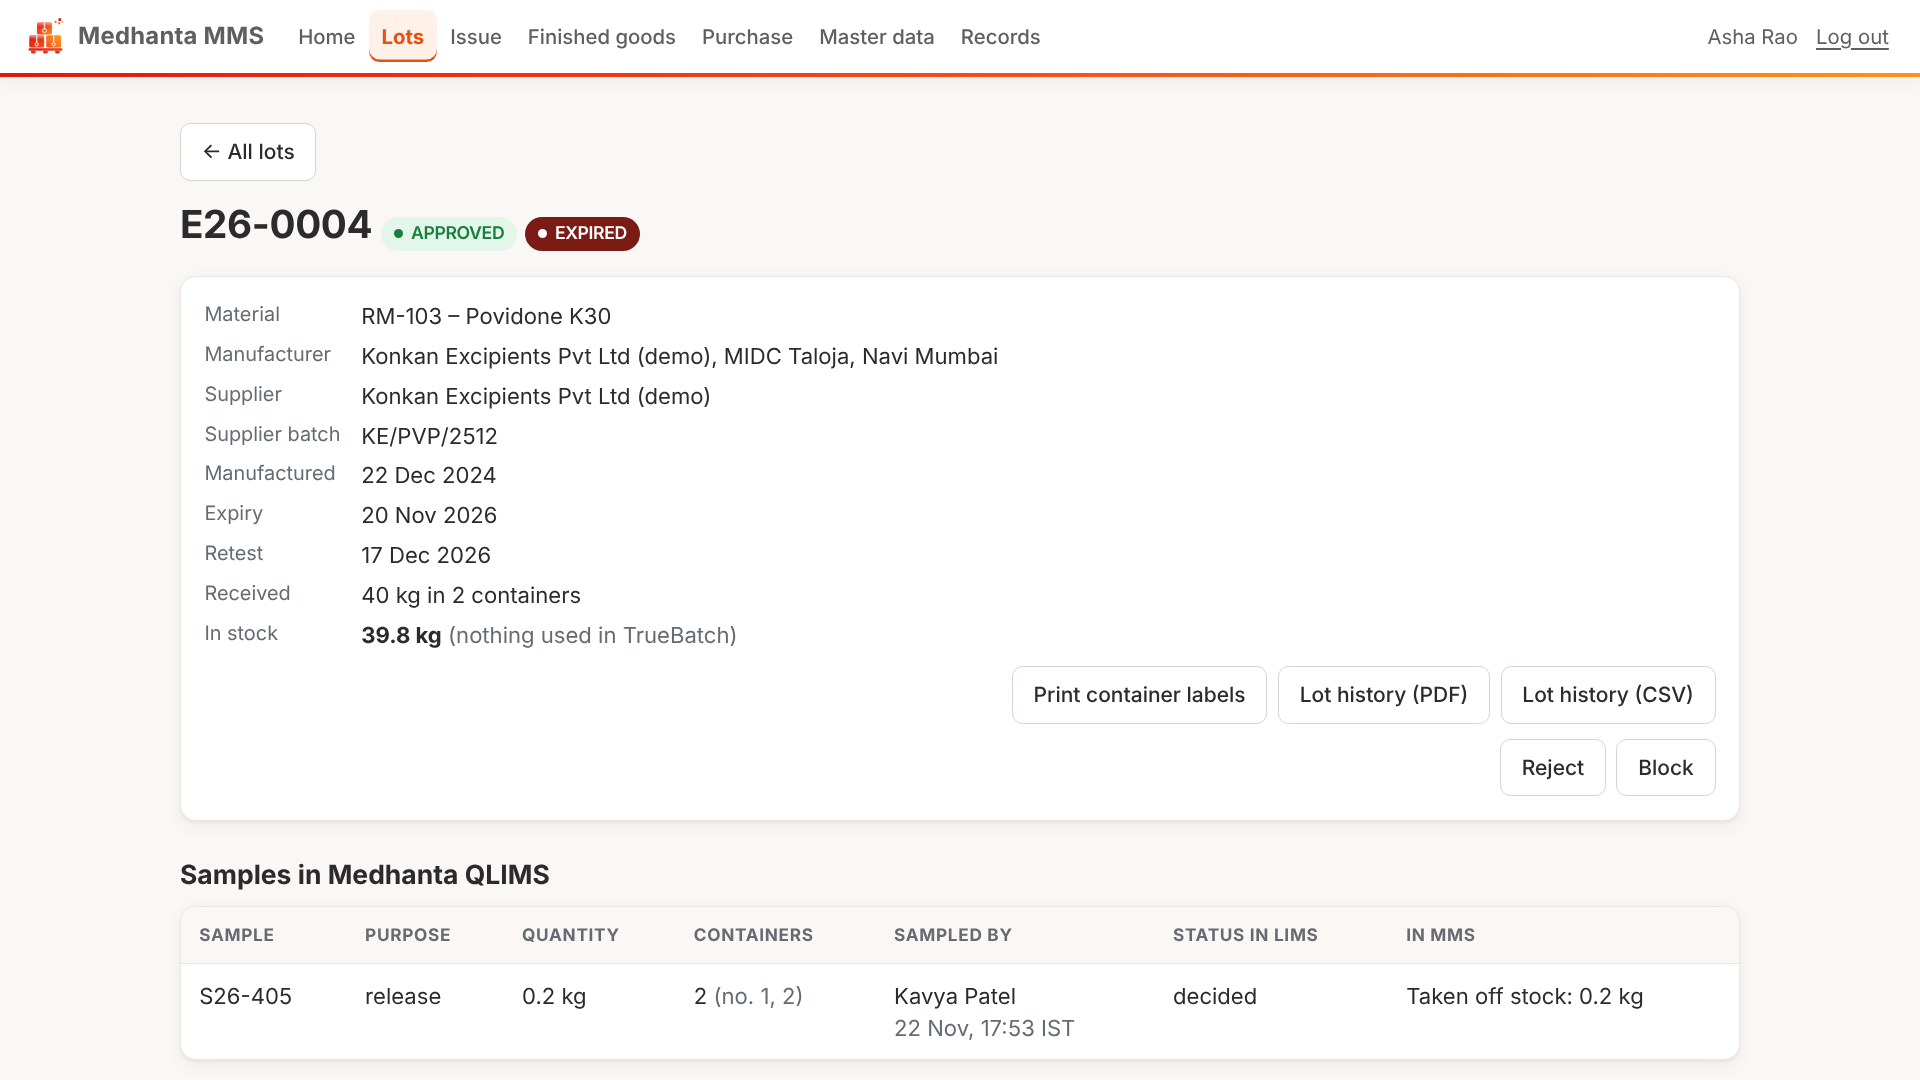 Medhanta MMS Home Lots Issue Finished goods Purchase Master data Records Asha Rao Log out
← All lots
E26-0004 APPROVED EXPIRED
Material RM-103 – Povidone K30
Manufacturer Konkan Excipients Pvt Ltd (demo), MIDC Taloja, Navi Mumbai
Supplier Konkan Excipients Pvt Ltd (demo)
Supplier batch KE/PVP/2512
Manufactured 22 Dec 2024
Expiry 20 Nov 2026
Retest 17 Dec 2026
Received 40 kg in 2 containers
In stock 39.8 kg (nothing used in TrueBatch)
Print container labels Lot history (PDF) Lot history (CSV)
Reject Block
Samples in Medhanta QLIMS
SAMPLE PURPOSE QUANTITY CONTAINERS SAMPLED BY STATUS IN LIMS IN MMS
S26-405 release 0.2 kg 2 (no. 1, 2) Kavya Patel decided Taken off stock: 0.2 kg
22 Nov, 17:53 IST